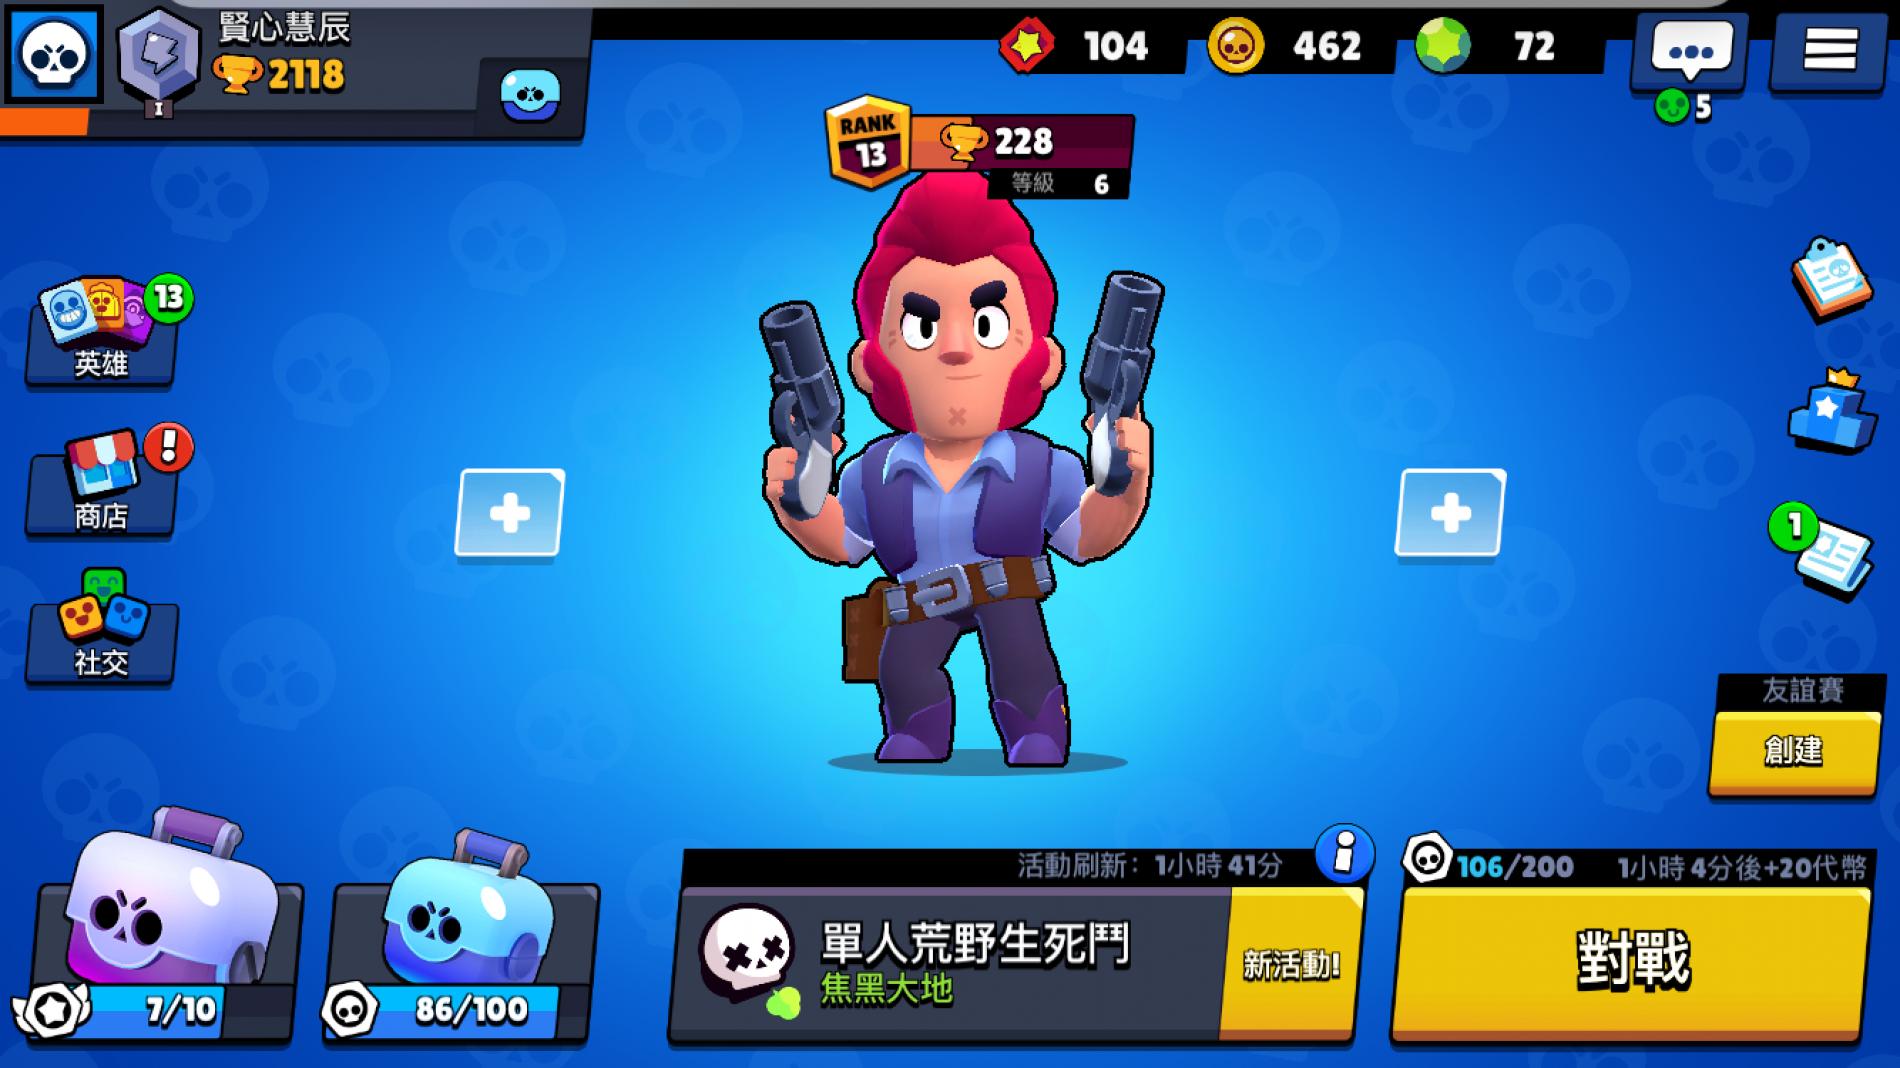 賢心慧辰
2118
I
104
462
72
5
RANK
13
228
等級 6
13
英雄
!
商店
社交
1
友誼賽
創建
7/10
86/100
活動刷新：1小時 41分
單人荒野生死鬥
焦黑大地
新活動!
106/200
1小時 4分後+20代幣
對戰